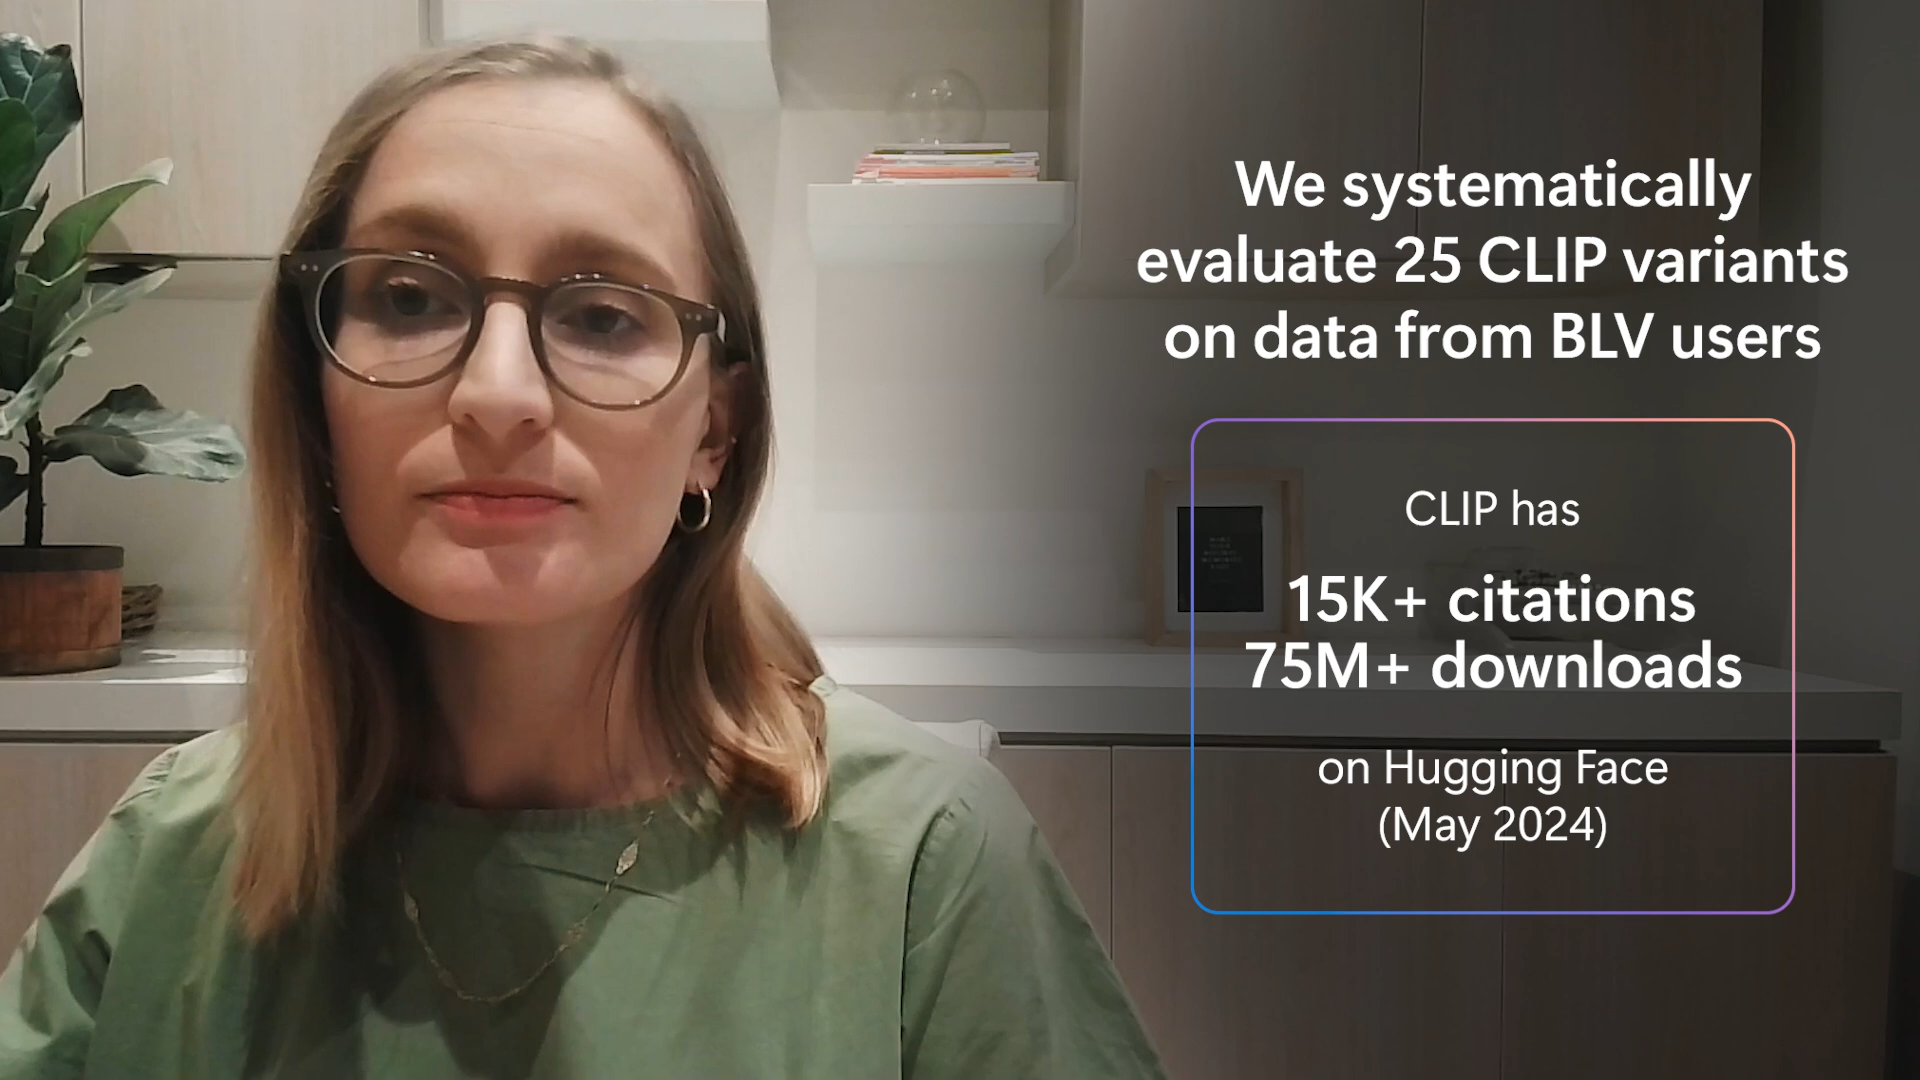 We systematically
evaluate 25 CLIP variants
on data from BLV users
CLIP has
15K+ citations
75M+ downloads
on Hugging Face
(May 2024)